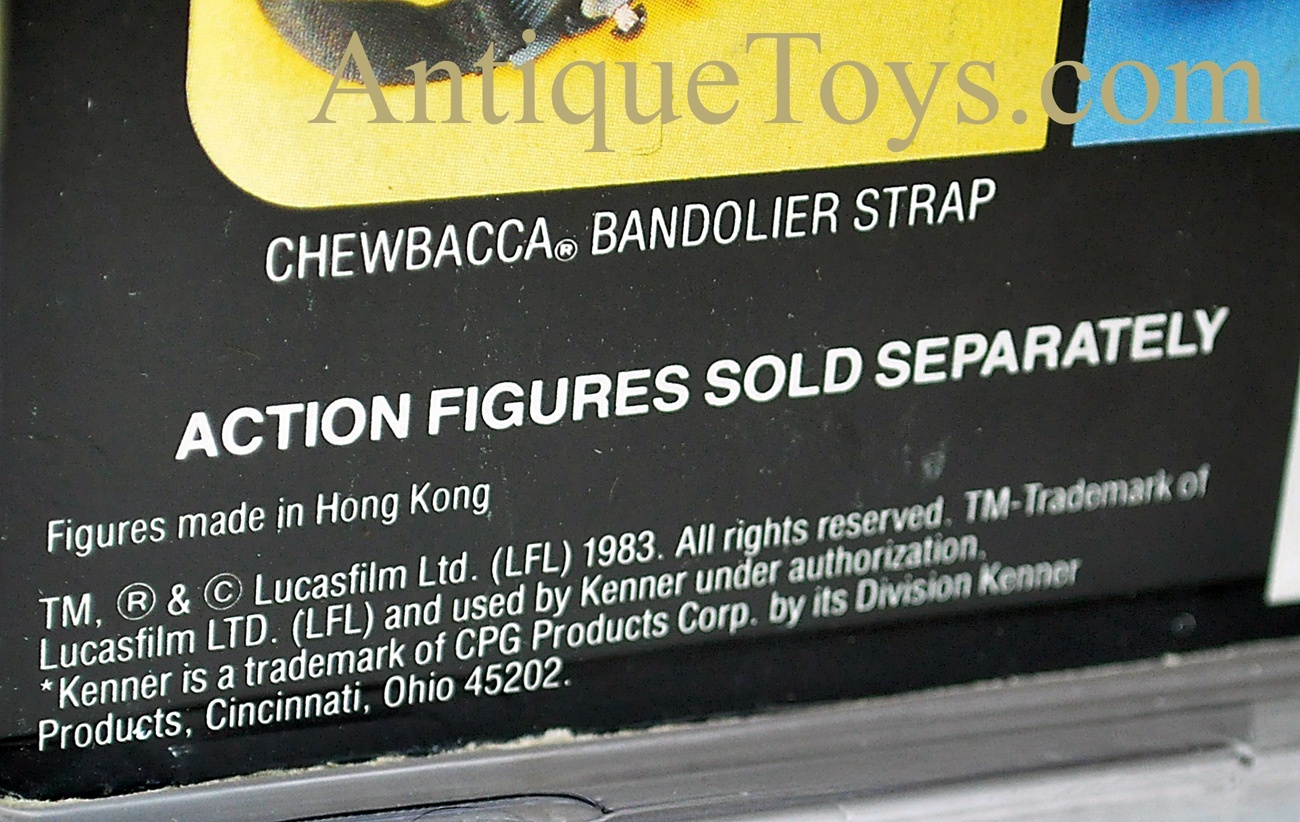 AntiqueToys.com
CHEWBACCA® BANDOLIER STRAP
ACTION FIGURES SOLD SEPARATELY
Figures made in Hong Kong
TM, ® & © Lucasfilm Ltd. (LFL) 1983. All rights reserved. TM-Trademark of
Lucasfilm LTD. (LFL) and used by Kenner under authorization.
*Kenner is a trademark of CPG Products Corp. by its Division Kenner
Products, Cincinnati, Ohio 45202.